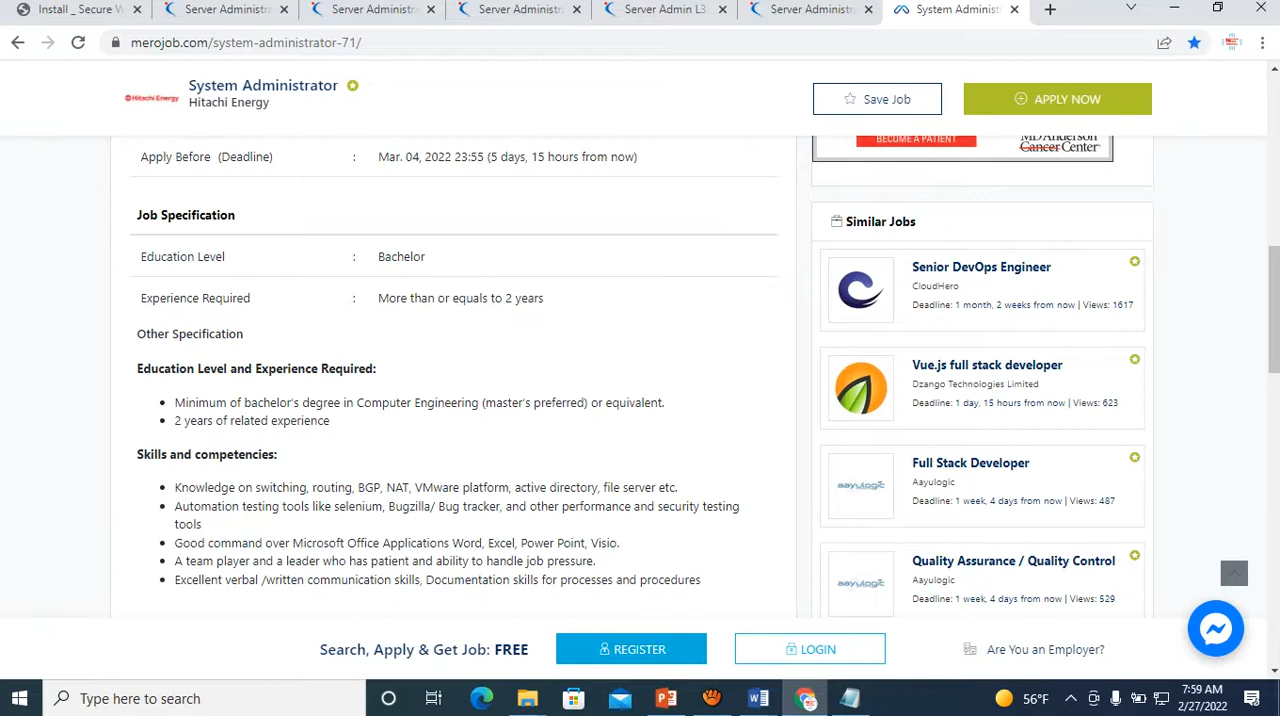 Install _ Secure W
Server Administra
Server Administra
Server Administra
Server Admin L3
Server Administra
System Administ
merojob.com/system-administrator-71/
System Administrator
Hitachi Energy
Hitachi Energy
Save Job
APPLY NOW
BECOME A PATIENT
MD Anderson
Cancer Center
Apply Before (Deadline) : Mar. 04, 2022 23:55 (5 days, 15 hours from now)
Job Specification
Education Level : Bachelor
Experience Required : More than or equals to 2 years
Other Specification
Education Level and Experience Required:
Minimum of bachelor's degree in Computer Engineering (master's preferred) or equivalent.
2 years of related experience
Skills and competencies:
Knowledge on switching, routing, BGP, NAT, VMware platform, active directory, file server etc.
Automation testing tools like selenium, Bugzilla/ Bug tracker, and other performance and security testing
tools
Good command over Microsoft Office Applications Word, Excel, Power Point, Visio.
A team player and a leader who has patient and ability to handle job pressure.
Excellent verbal /written communication skills, Documentation skills for processes and procedures
Similar Jobs
Senior DevOps Engineer
CloudHero
Deadline: 1 month, 2 weeks from now | Views: 1617
Vue.js full stack developer
Dzango Technologies Limited
Deadline: 1 day, 15 hours from now | Views: 623
aayulogic
Full Stack Developer
Aayulogic
Deadline: 1 week, 4 days from now | Views: 487
aayulogic
Quality Assurance / Quality Control
Aayulogic
Deadline: 1 week, 4 days from now | Views: 529
Search, Apply & Get Job: FREE
REGISTER
LOGIN
Are You an Employer?
Type here to search
56°F
7:59 AM
2/27/2022